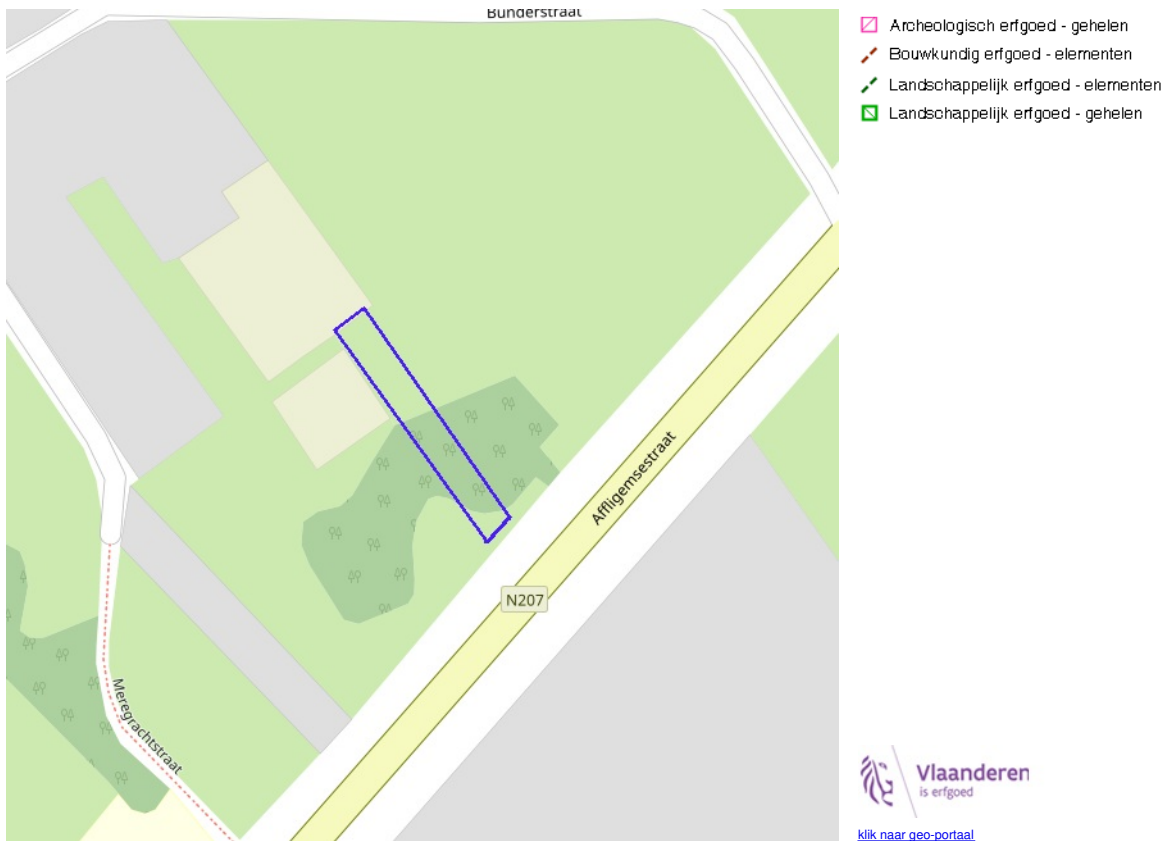 Bunderstraat
Archeologisch erfgoed - gehelen
Bouwkundig erfgoed - elementen
Landschappelijk erfgoed - elementen
Landschappelijk erfgoed - gehelen
Affligemsestraat
N207
Meregrachtstraat
Vlaanderen
is erfgoed
klik naar geo-portaal